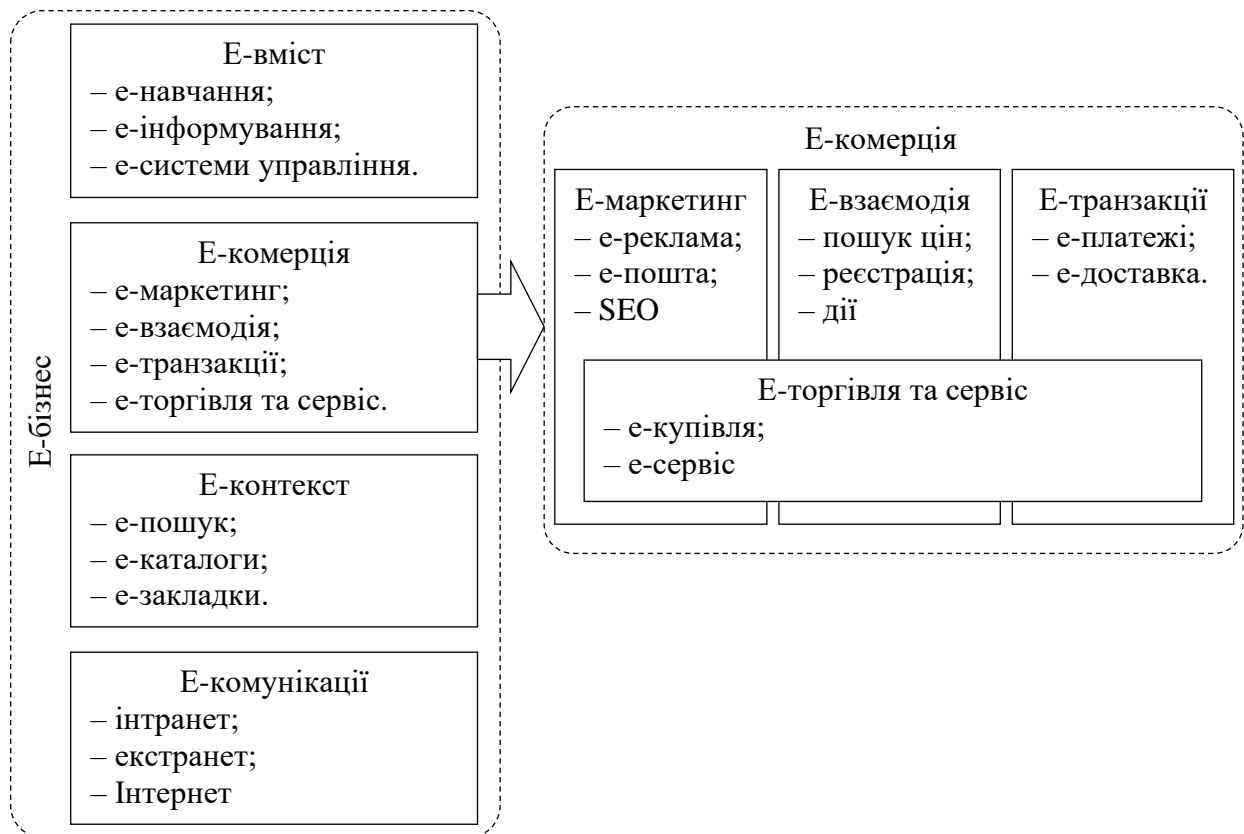 Е-бізнес
Е-вміст
– е-навчання;
– е-інформування;
– е-системи управління.
Е-комерція
– е-маркетинг;
– е-взаємодія;
– е-транзакції;
– е-торгівля та сервіс.
Е-контекст
– е-пошук;
– е-каталоги;
– е-закладки.
Е-комунікації
– інтранет;
– екстранет;
– Інтернет
Е-комерція
Е-маркетинг
– е-реклама;
– е-пошта;
– SEO
Е-взаємодія
– пошук цін;
– реєстрація;
– дії
Е-транзакції
– е-платежі;
– е-доставка.
Е-торгівля та сервіс
– е-купівля;
– е-сервіс